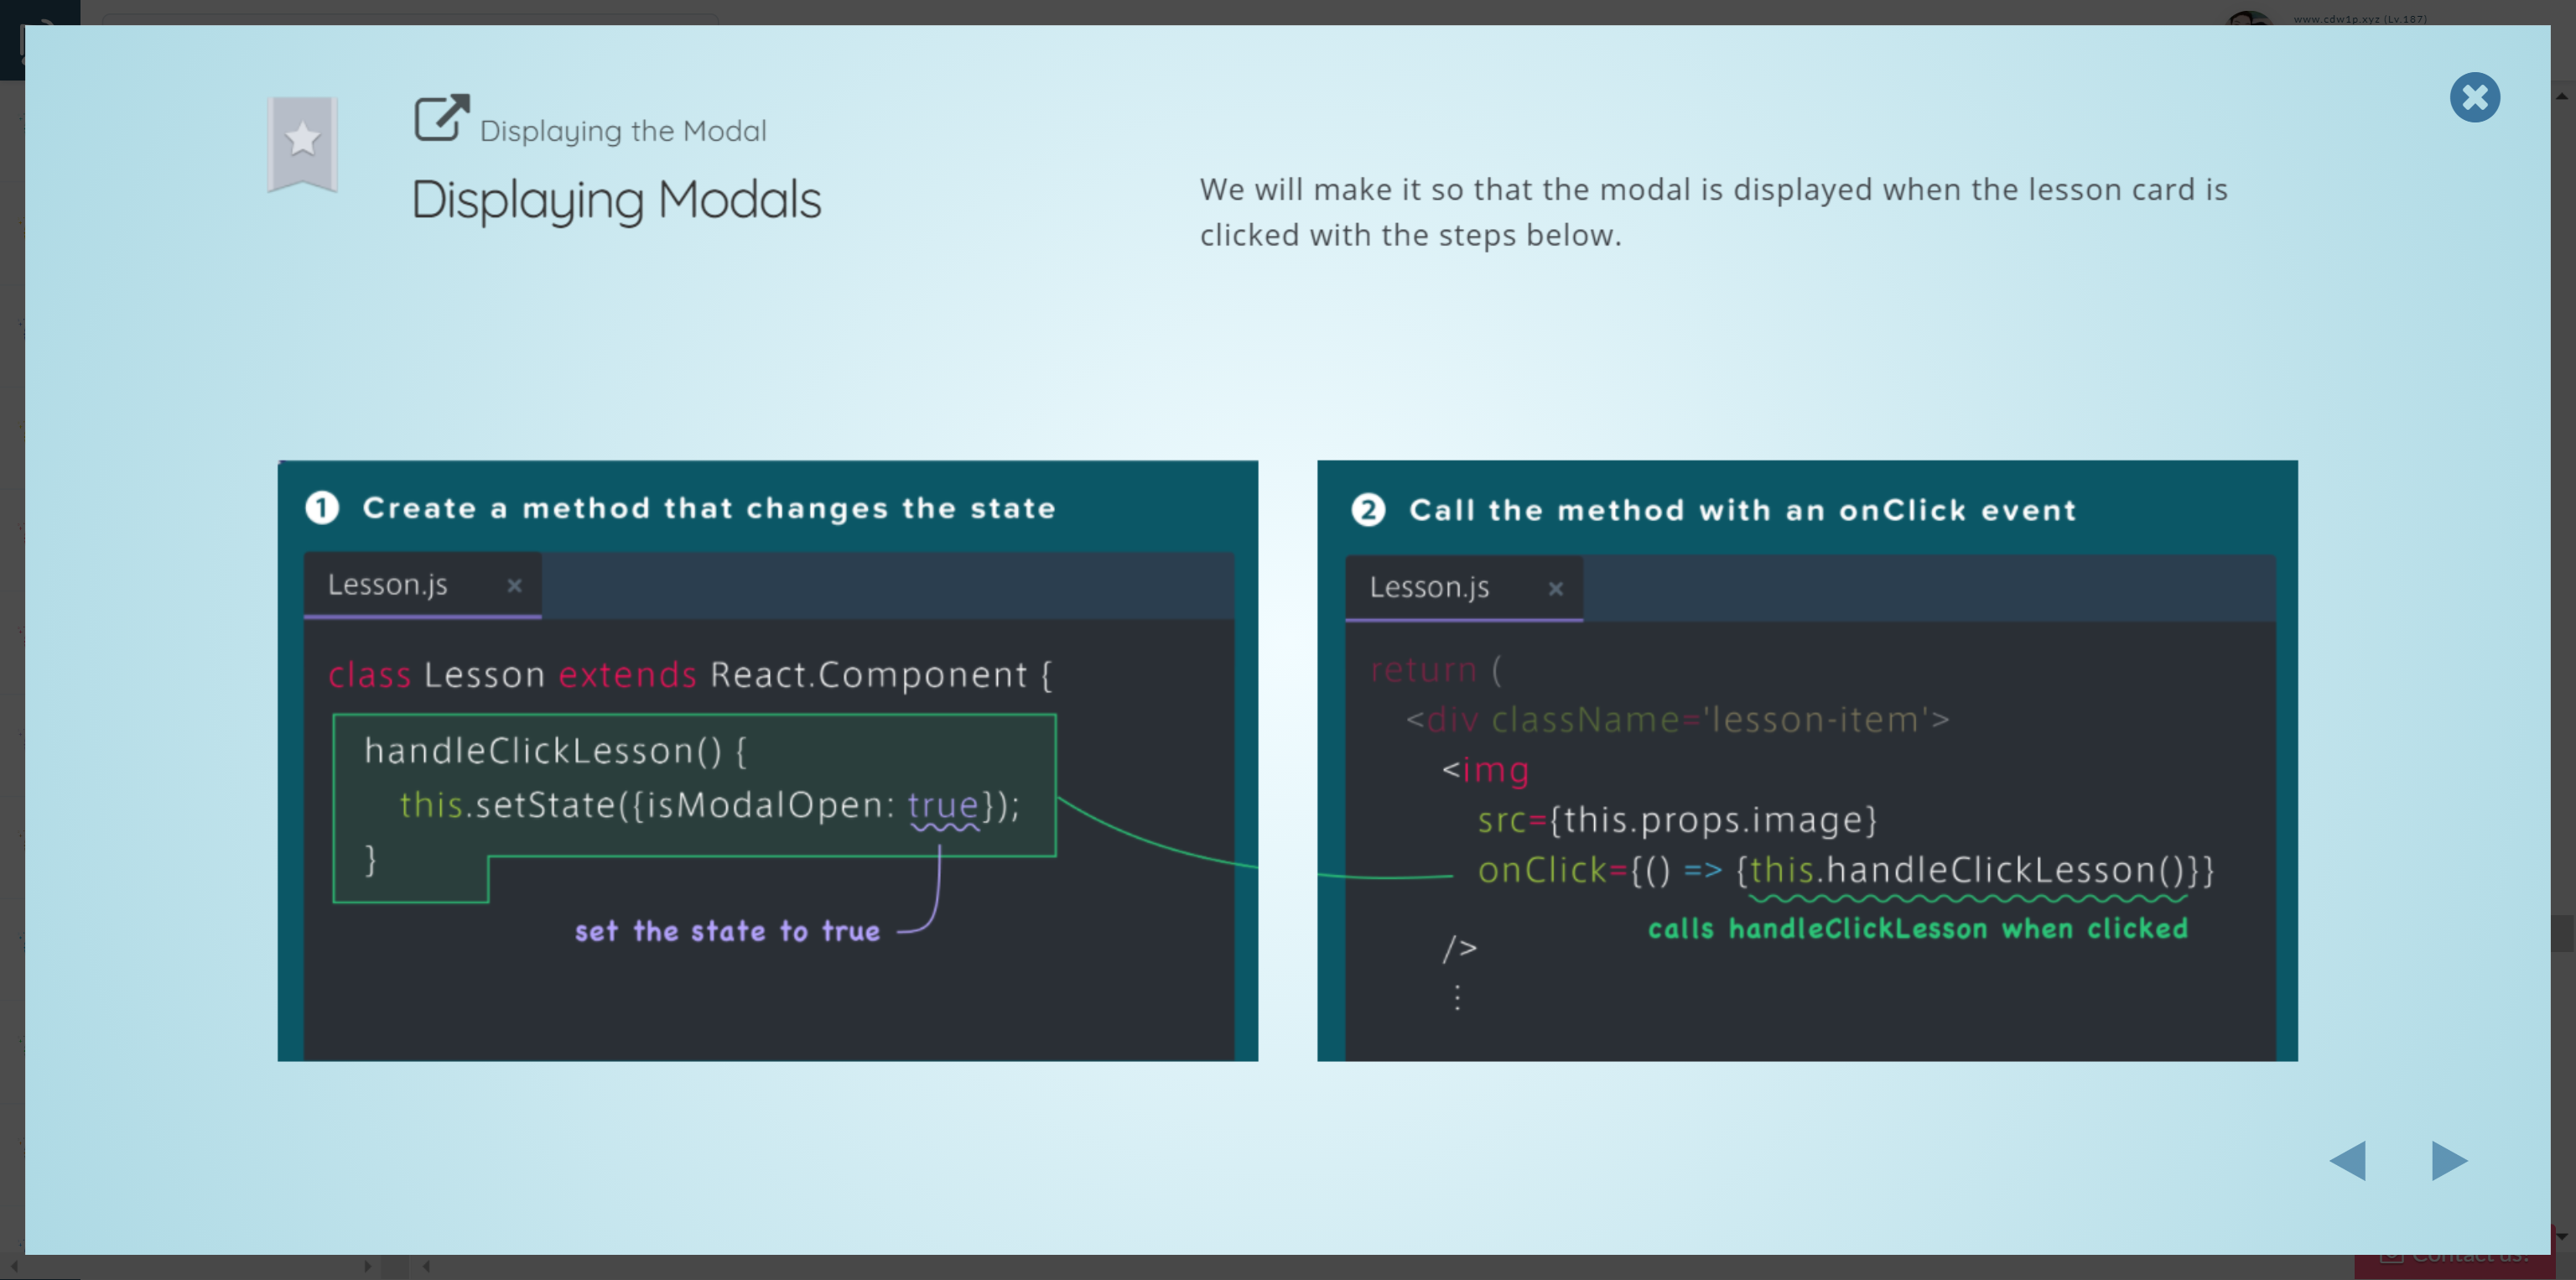 www.cdw1p.xyz (Lv.187)
Displaying the Modal
Displaying Modals
We will make it so that the modal is displayed when the lesson card is
clicked with the steps below.
1 Create a method that changes the state
Lesson.js ×
class Lesson extends React.Component {
handleClickLesson() {
this.setState({isModalOpen: true});
}
set the state to true
2 Call the method with an onClick event
Lesson.js ×
return (
<div className='lesson-item'>
<img
src={this.props.image}
onClick={() => {this.handleClickLesson()}}
calls handleClickLesson when clicked
/>
⋮
Contact us!